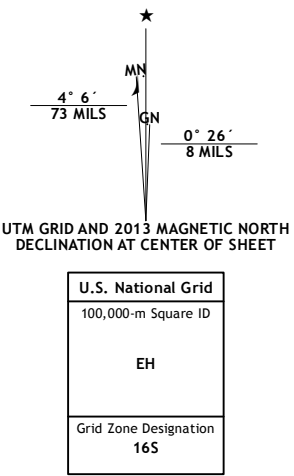 ★
MN
4° 6´
73 MILS
GN
0° 26´
8 MILS
UTM GRID AND 2013 MAGNETIC NORTH
DECLINATION AT CENTER OF SHEET
U.S. National Grid
100,000-m Square ID
EH
Grid Zone Designation
16S